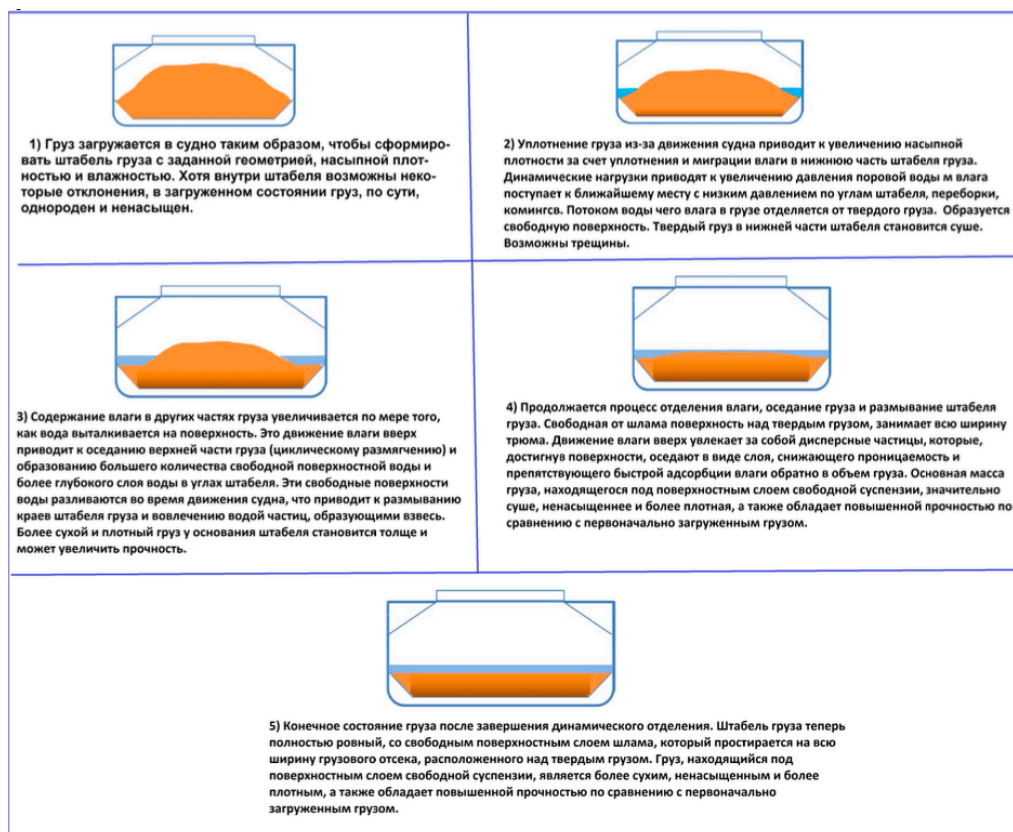 1) Груз загружается в судно таким образом, чтобы сформиро-
вать штабель груза с заданной геометрией, насыпной плот-
ностью и влажностью. Хотя внутри штабеля возможны неко-
торые отклонения, в загруженном состоянии груз, по сути,
однороден и ненасыщен.
2) Уплотнение груза из-за движения судна приводит к увеличению насыпной
плотности за счет уплотнения и миграции влаги в нижнюю часть штабеля груза.
Динамические нагрузки приводят к увеличению давления поровой воды м влага
поступает к ближайшему месту с низким давлением по углам штабеля, переборки,
комингсв. Потоком воды чего влага в грузе отделяется от твердого груза. Образуется
свободную поверхность. Твердый груз в нижней части штабеля становится суше.
Возможны трещины.
3) Содержание влаги в других частях груза увеличивается по мере того,
как вода выталкивается на поверхность. Это движение влаги вверх
приводит к оседанию верхней части груза (циклическому размягчению) и
образованию большего количества свободной поверхностной воды и
более глубокого слоя воды в углах штабеля. Эти свободные поверхности
воды разливаются во время движения судна, что приводит к размыванию
краев штабеля груза и вовлечению водой частиц, образующими взвесь.
Более сухой и плотный груз у основания штабеля становится толще и
может увеличить прочность.
4) Продолжается процесс отделения влаги, оседание груза и размывание штабеля
груза. Свободная от шлама поверхность над твердым грузом, занимает всю ширину
трюма. Движение влаги вверх увлекает за собой дисперсные частицы, которые,
достигнув поверхности, оседают в виде слоя, снижающего проницаемость и
препятствующего быстрой адсорбции влаги обратно в объем груза. Основная масса
груза, находящегося под поверхностным слоем свободной суспензии, значительно
суше, ненасыщеннее и более плотная, а также обладает повышенной прочностью по
сравнению с первоначально загруженным грузом.
5) Конечное состояние груза после завершения динамического отделения. Штабель груза теперь
полностью ровный, со свободным поверхностным слоем шлама, который простирается на всю
ширину грузового отсека, расположенного над твердым грузом. Груз, находящийся под
поверхностным слоем свободной суспензии, является более сухим, ненасыщенным и более
плотным, а также обладает повышенной прочностью по сравнению с первоначально
загруженным грузом.